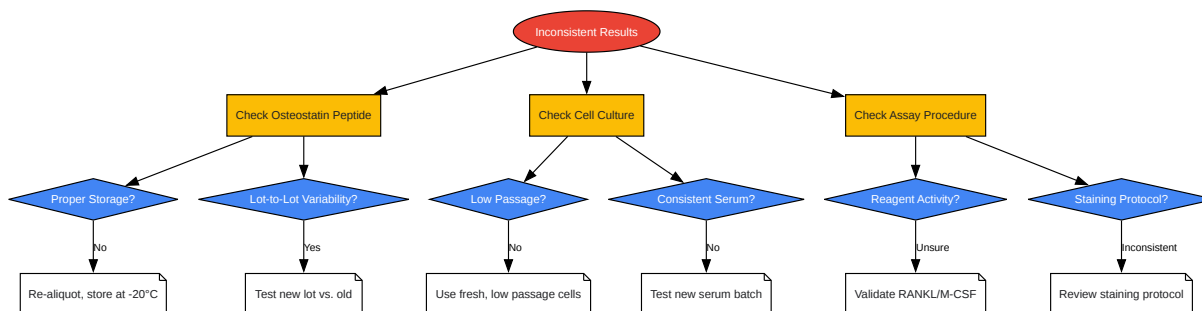 Inconsistent Results
Check Osteostatin Peptide
Check Cell Culture
Check Assay Procedure
Proper Storage?
Lot-to-Lot Variability?
Low Passage?
Consistent Serum?
Reagent Activity?
Staining Protocol?
No
Yes
No
No
Unsure
Inconsistent
Re-aliquot, store at -20°C
Test new lot vs. old
Use fresh, low passage cells
Test new serum batch
Validate RANKL/M-CSF
Review staining protocol